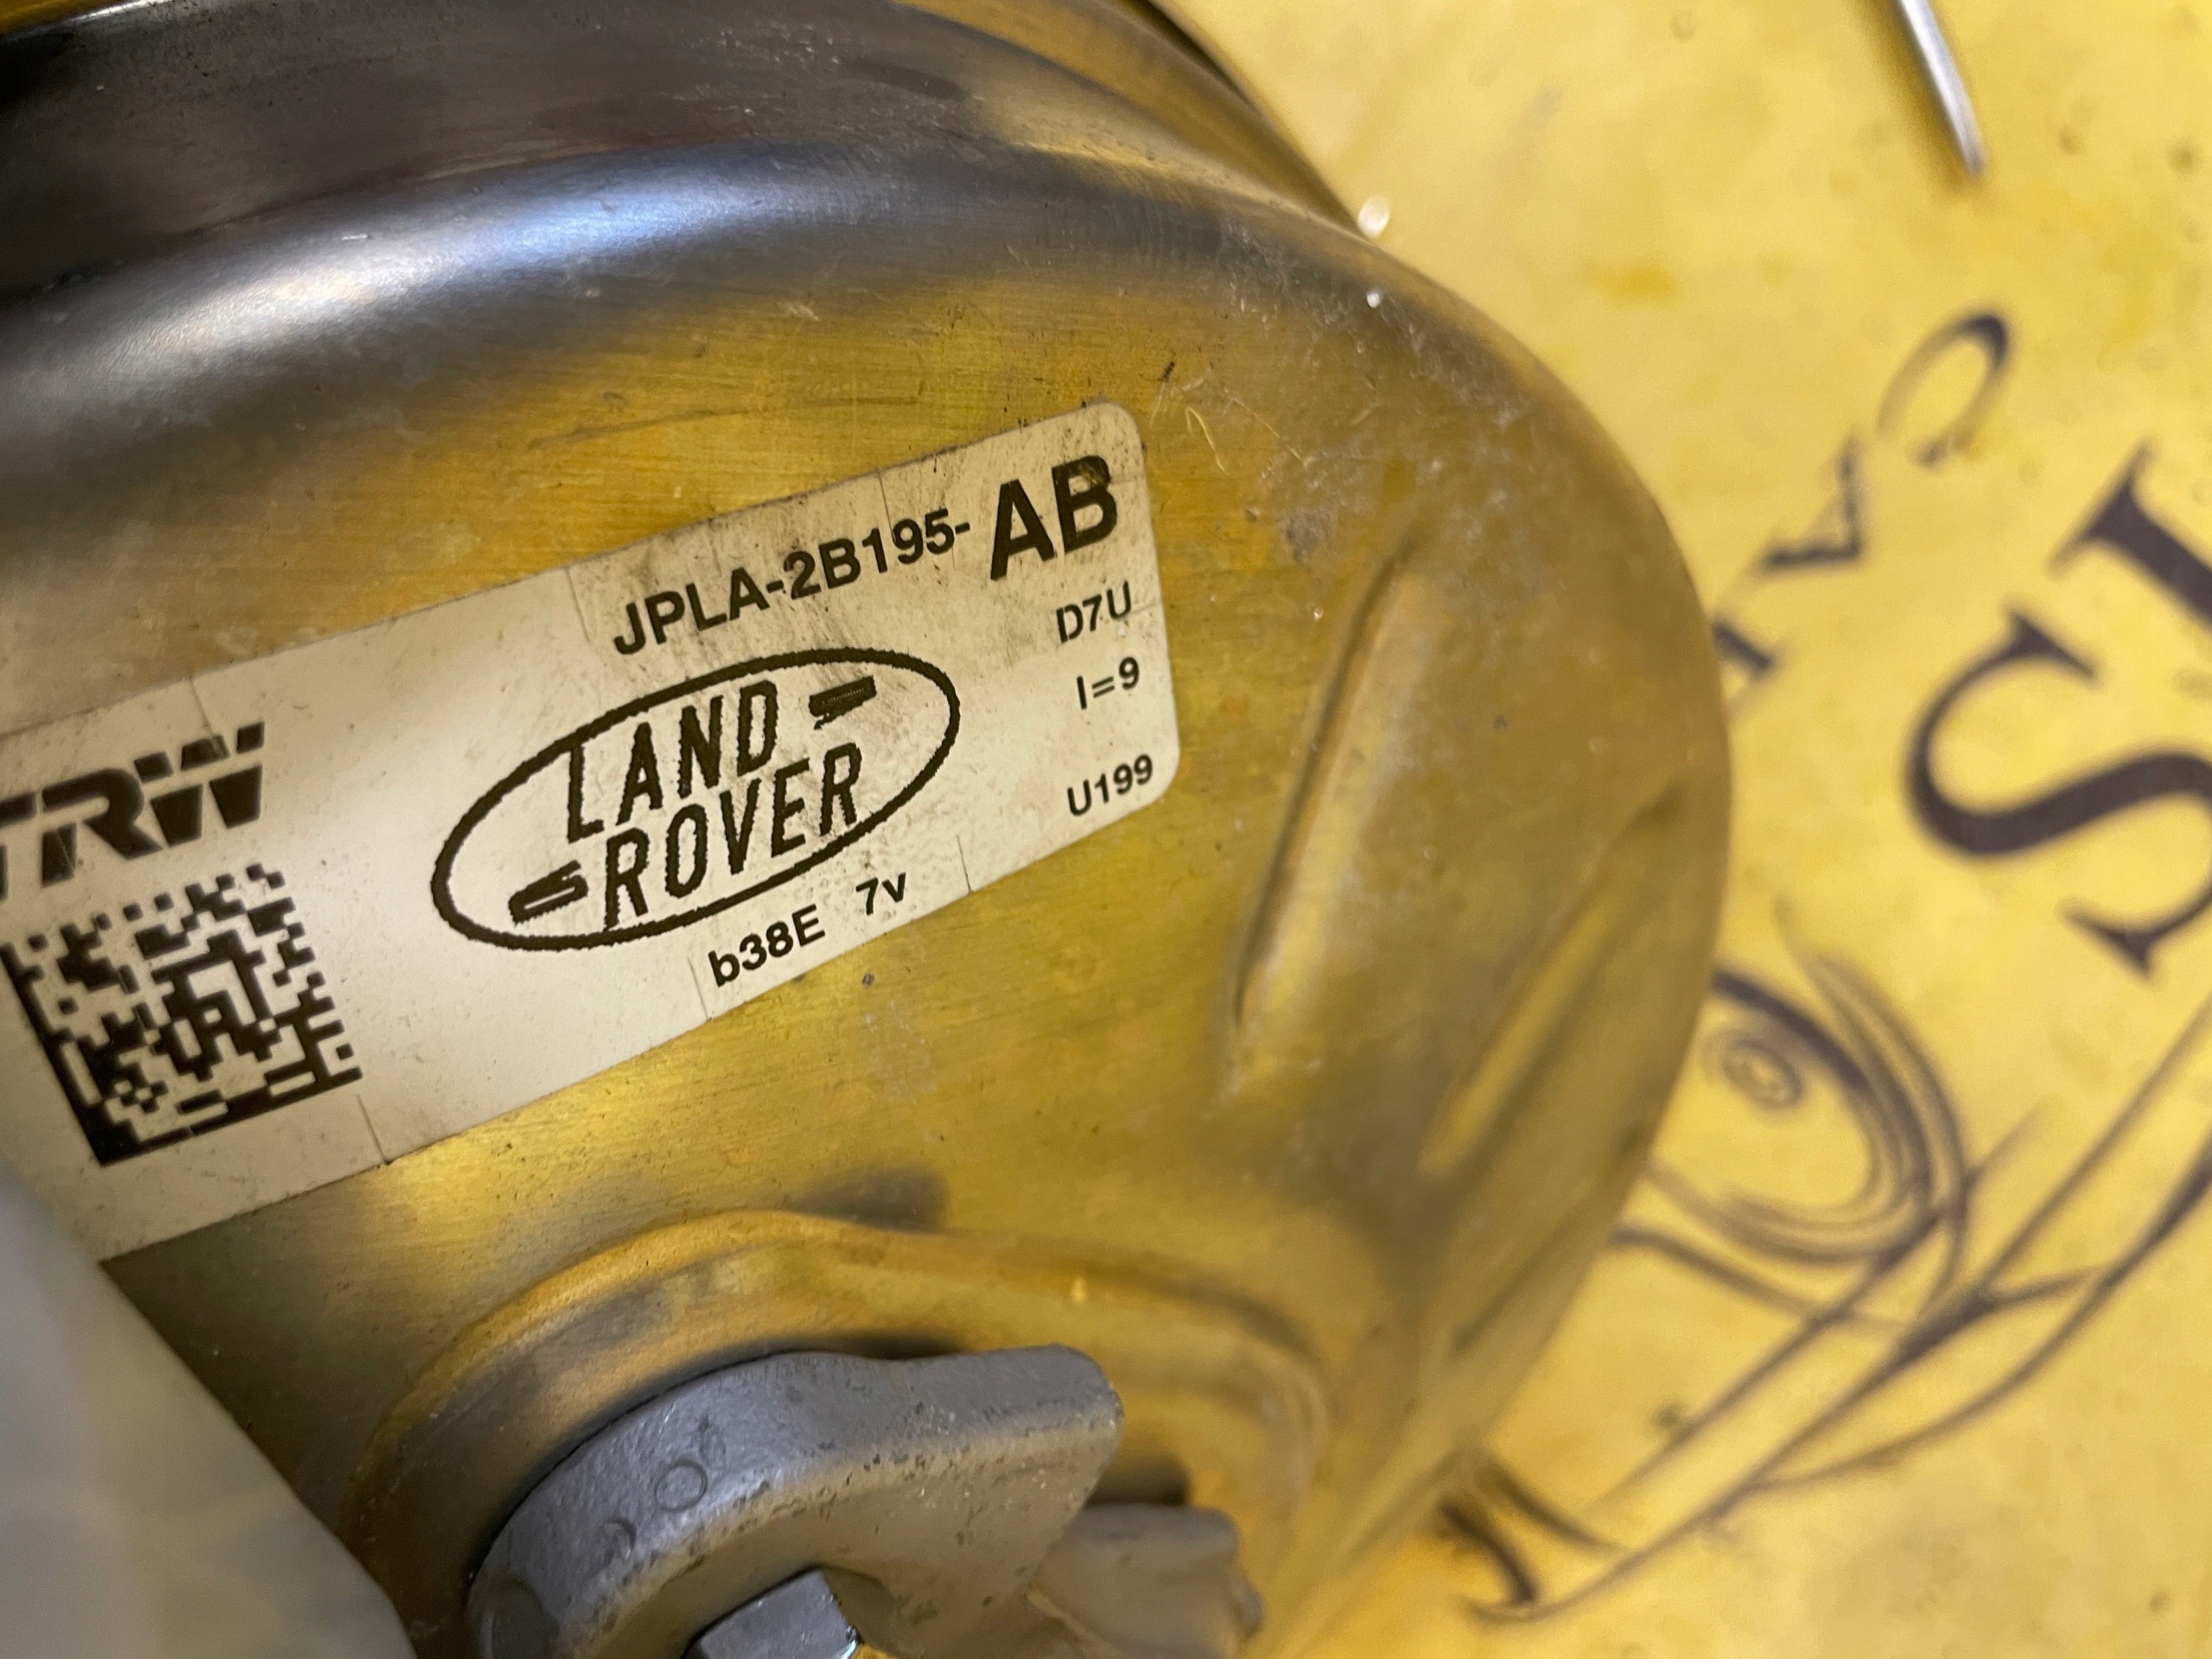 JPLA-2B195-AB
D7U
I=9
U199
TRW
LAND
ROVER
b38E 7v